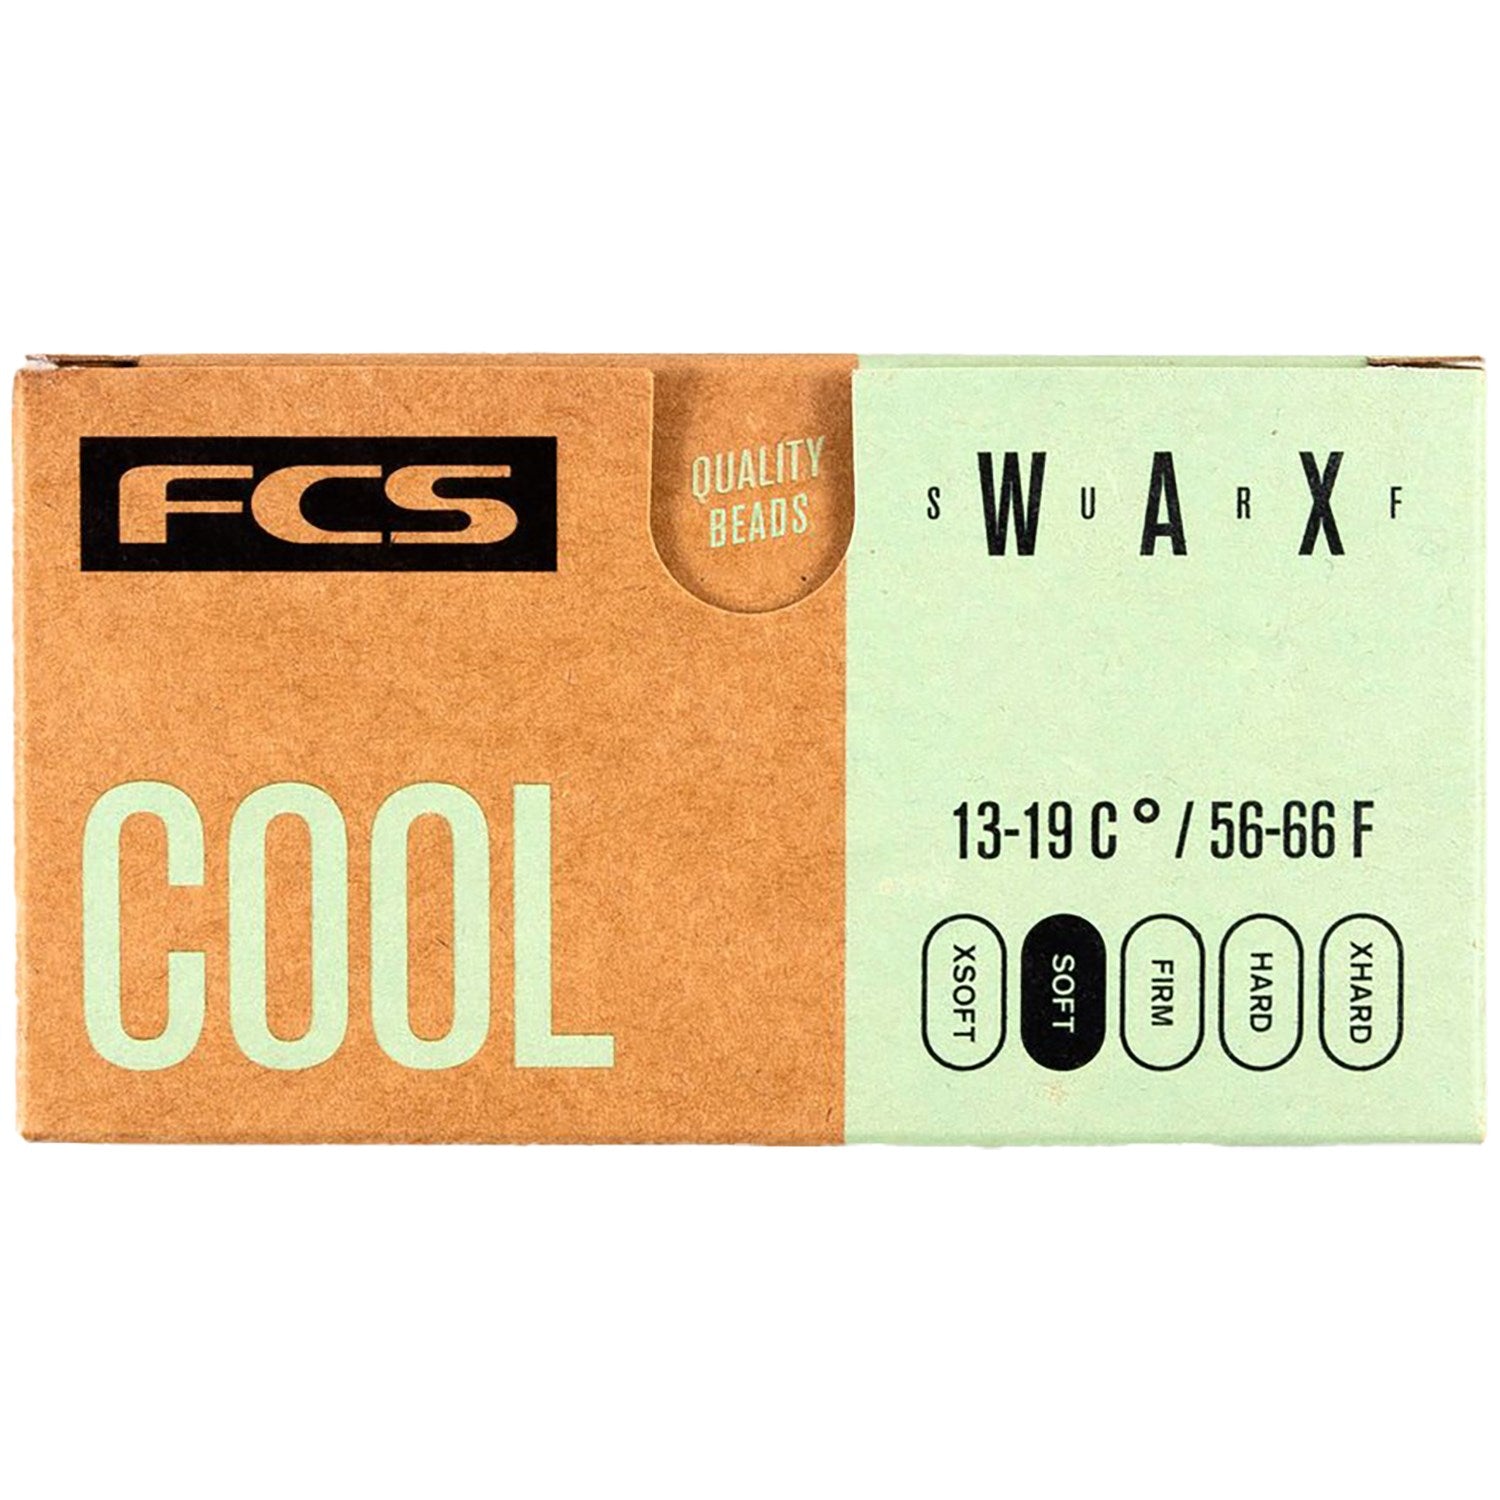 FCS
QUALITY
BEADS
COOL
S W U A R X F
13-19 C ° / 56-66 F
XSOFT
SOFT
FIRM
HARD
XHARD